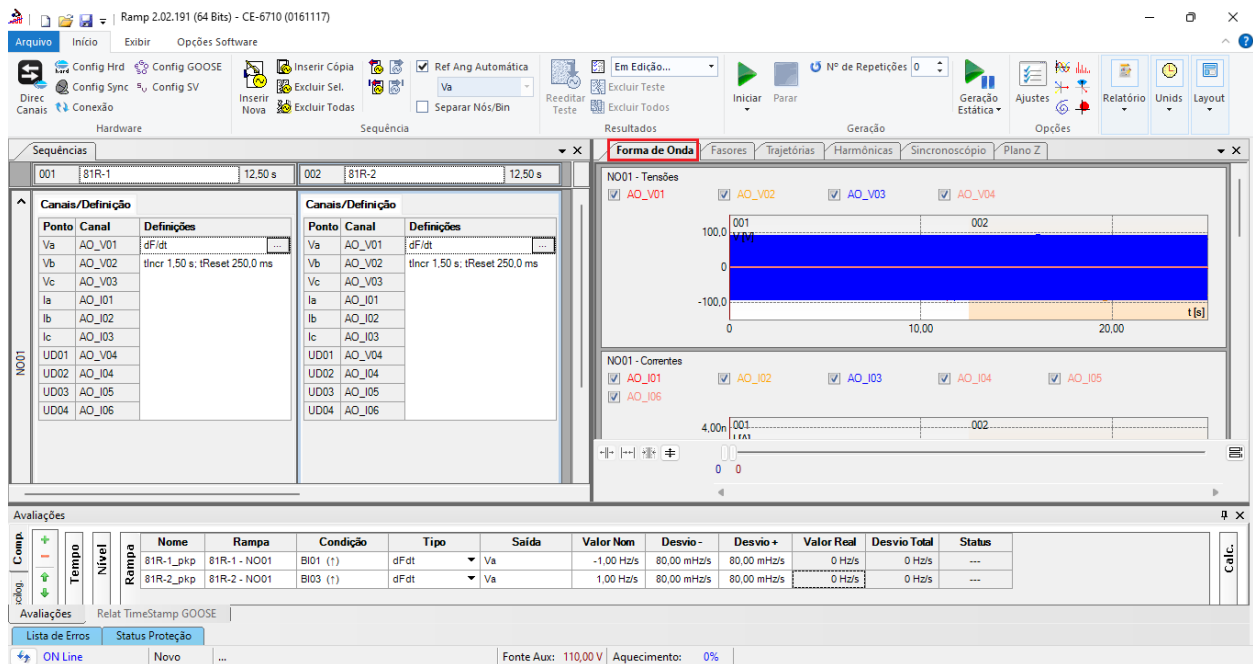 Ramp 2.02.191 (64 Bits) - CE-6710 (0161117)
Arquivo Início Exibir Opções Software
Direc Canais
Config Hrd Config GOOSE
Config Sync Config SV
Conexão
Hardware
Inserir Nova
Inserir Cópia
Excluir Sel.
Excluir Todas
Ref Ang Automática
Va
Separar Nós/Bin
Sequência
Reeditar Teste
Em Edição...
Excluir Teste
Excluir Todos
Resultados
Iniciar Parar
Nº de Repetições 0
Geração Estática
Geração
Ajustes
Opções
Relatório Unids Layout
Sequências
001 81R-1 12,50 s 002 81R-2 12,50 s
NO01
Canais/Definição Canais/Definição
Ponto Canal Definições Ponto Canal Definições
Va AO_V01 dF/dt ... Va AO_V01 dF/dt ...
Vb AO_V02 tIncr 1,50 s; tReset 250,0 ms Vb AO_V02 tIncr 1,50 s; tReset 250,0 ms
Vc AO_V03 Vc AO_V03
Ia AO_I01 Ia AO_I01
Ib AO_I02 Ib AO_I02
Ic AO_I03 Ic AO_I03
UD01 AO_V04 UD01 AO_V04
UD02 AO_I04 UD02 AO_I04
UD03 AO_I05 UD03 AO_I05
UD04 AO_I06 UD04 AO_I06
Forma de Onda Fasores Trajetórias Harmônicas Sincroscópio Plano Z
NO01 - Tensões
AO_V01 AO_V02 AO_V03 AO_V04
001 002
100,0
0
-100,0
t [s]
0 10,00 20,00
NO01 - Correntes
AO_I01 AO_I02 AO_I03 AO_I04 AO_I05
AO_I06
4,00n 001 002
0 0
Avaliações
Comp.
Tempo
Nível
Rampa
Nome Rampa Condição Tipo Saída Valor Nom Desvio - Desvio + Valor Real Desvio Total Status
81R-1_pkp 81R-1 - NO01 BI01 (↑) dFdt Va -1,00 Hz/s 80,00 mHz/s 80,00 mHz/s 0 Hz/s 0 Hz/s ---
81R-2_pkp 81R-2 - NO01 BI03 (↑) dFdt Va 1,00 Hz/s 80,00 mHz/s 80,00 mHz/s 0 Hz/s 0 Hz/s ---
Calc.
Avaliações Relat TimeStamp GOOSE
Lista de Erros Status Proteção
ON Line Novo ... Fonte Aux: 110,00 V Aquecimento: 0%